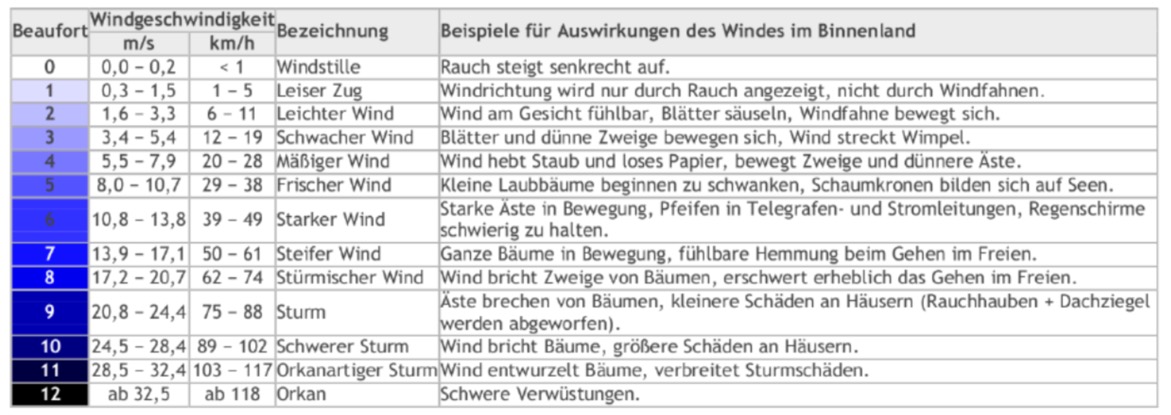 Beaufort Windgeschwindigkeit Bezeichnung Beispiele für Auswirkungen des Windes im Binnenland
m/s km/h
0 0,0 – 0,2 < 1 Windstille Rauch steigt senkrecht auf.
1 0,3 – 1,5 1 – 5 Leiser Zug Windrichtung wird nur durch Rauch angezeigt, nicht durch Windfahnen.
2 1,6 – 3,3 6 – 11 Leichter Wind Wind am Gesicht fühlbar, Blätter säuseln, Windfahne bewegt sich.
3 3,4 – 5,4 12 – 19 Schwacher Wind Blätter und dünne Zweige bewegen sich, Wind streckt Wimpel.
4 5,5 – 7,9 20 – 28 Mäßiger Wind Wind hebt Staub und loses Papier, bewegt Zweige und dünnere Äste.
5 8,0 – 10,7 29 – 38 Frischer Wind Kleine Laubbäume beginnen zu schwanken, Schaumkronen bilden sich auf Seen.
6 10,8 – 13,8 39 – 49 Starker Wind Starke Äste in Bewegung, Pfeifen in Telegrafen- und Stromleitungen, Regenschirme
schwierig zu halten.
7 13,9 – 17,1 50 – 61 Steifer Wind Ganze Bäume in Bewegung, fühlbare Hemmung beim Gehen im Freien.
8 17,2 – 20,7 62 – 74 Stürmischer Wind Wind bricht Zweige von Bäumen, erschwert erheblich das Gehen im Freien.
9 20,8 – 24,4 75 – 88 Sturm Äste brechen von Bäumen, kleinere Schäden an Häusern (Rauchhauben + Dachziegel
werden abgeworfen).
10 24,5 – 28,4 89 – 102 Schwerer Sturm Wind bricht Bäume, größere Schäden an Häusern.
11 28,5 – 32,4 103 – 117 Orkanartiger Sturm Wind entwurzelt Bäume, verbreitet Sturmschäden.
12 ab 32,5 ab 118 Orkan Schwere Verwüstungen.